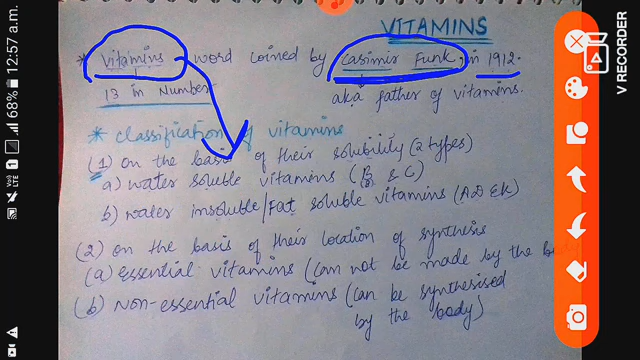 12:57 a.m.
68%
VITAMINS
* Vitamins word coined by Casimir Funk, in 1912.
13 in Number aka father of vitamins.
* Classification of vitamins
(1) on the basis of their solubility (2 types)
a) water soluble vitamins (B & C)
b) water insoluble/Fat soluble vitamins (ADEK)
(2) on the basis of their location of synthesis
(a) essential vitamins (can not be made by the body
(b) Non-essential vitamins (can be synthesised
by the body)